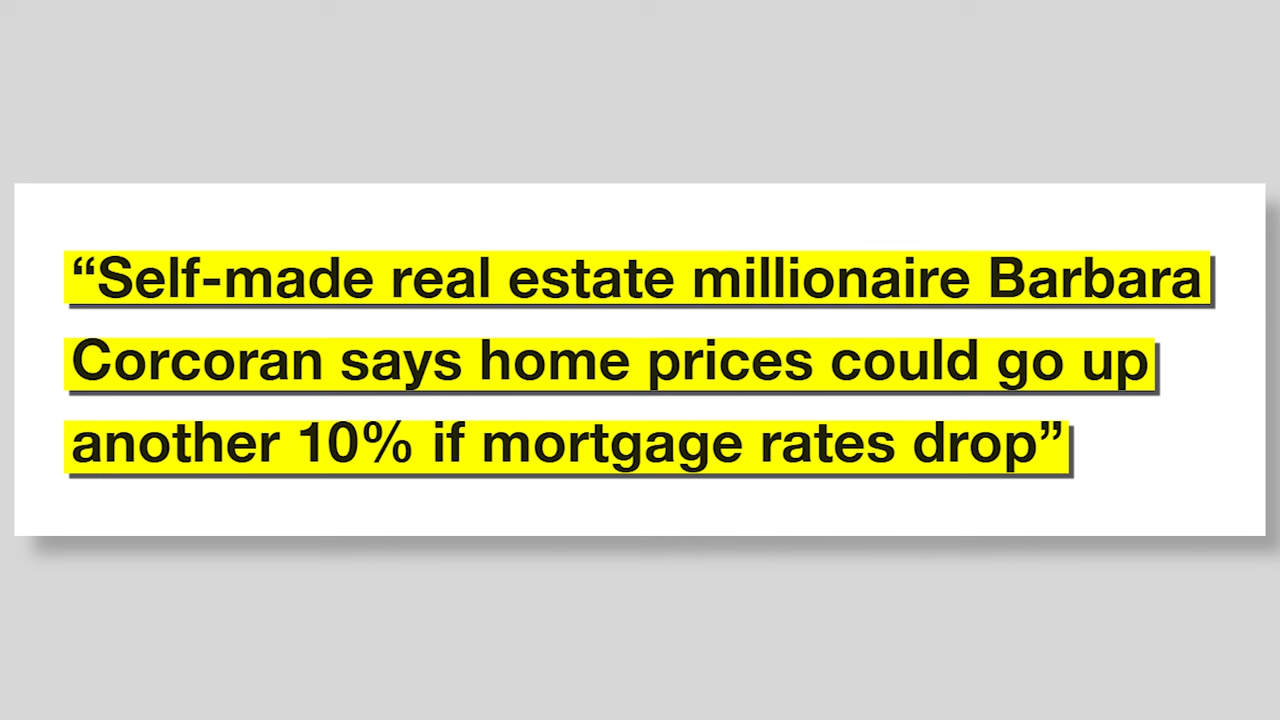 “Self-made real estate millionaire Barbara
Corcoran says home prices could go up
another 10% if mortgage rates drop”